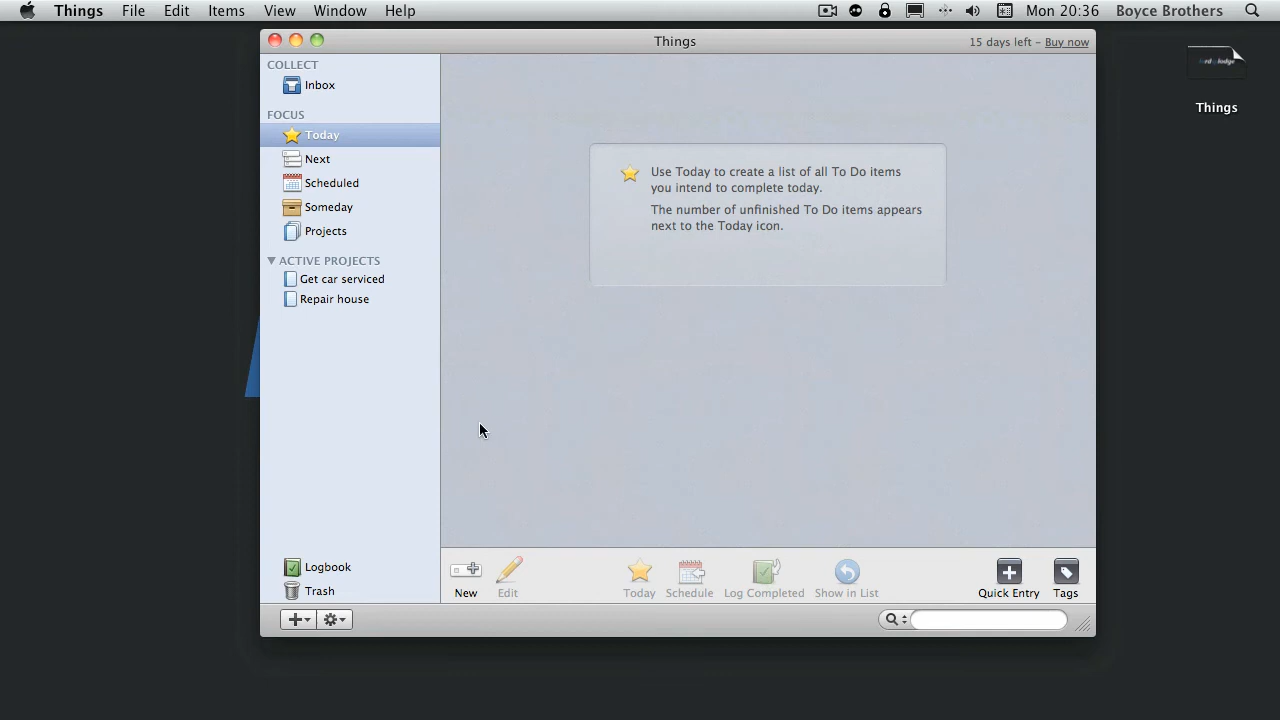 Things File Edit Items View Window Help Mon 20:36 Boyce Brothers
Things
15 days left – Buy now
COLLECT
Inbox
FOCUS
Today
Next
Scheduled
Someday
Projects
ACTIVE PROJECTS
Get car serviced
Repair house
Logbook
Trash
Use Today to create a list of all To Do items
you intend to complete today.
The number of unfinished To Do items appears
next to the Today icon.
New Edit Today Schedule Log Completed Show in List Quick Entry Tags
Things